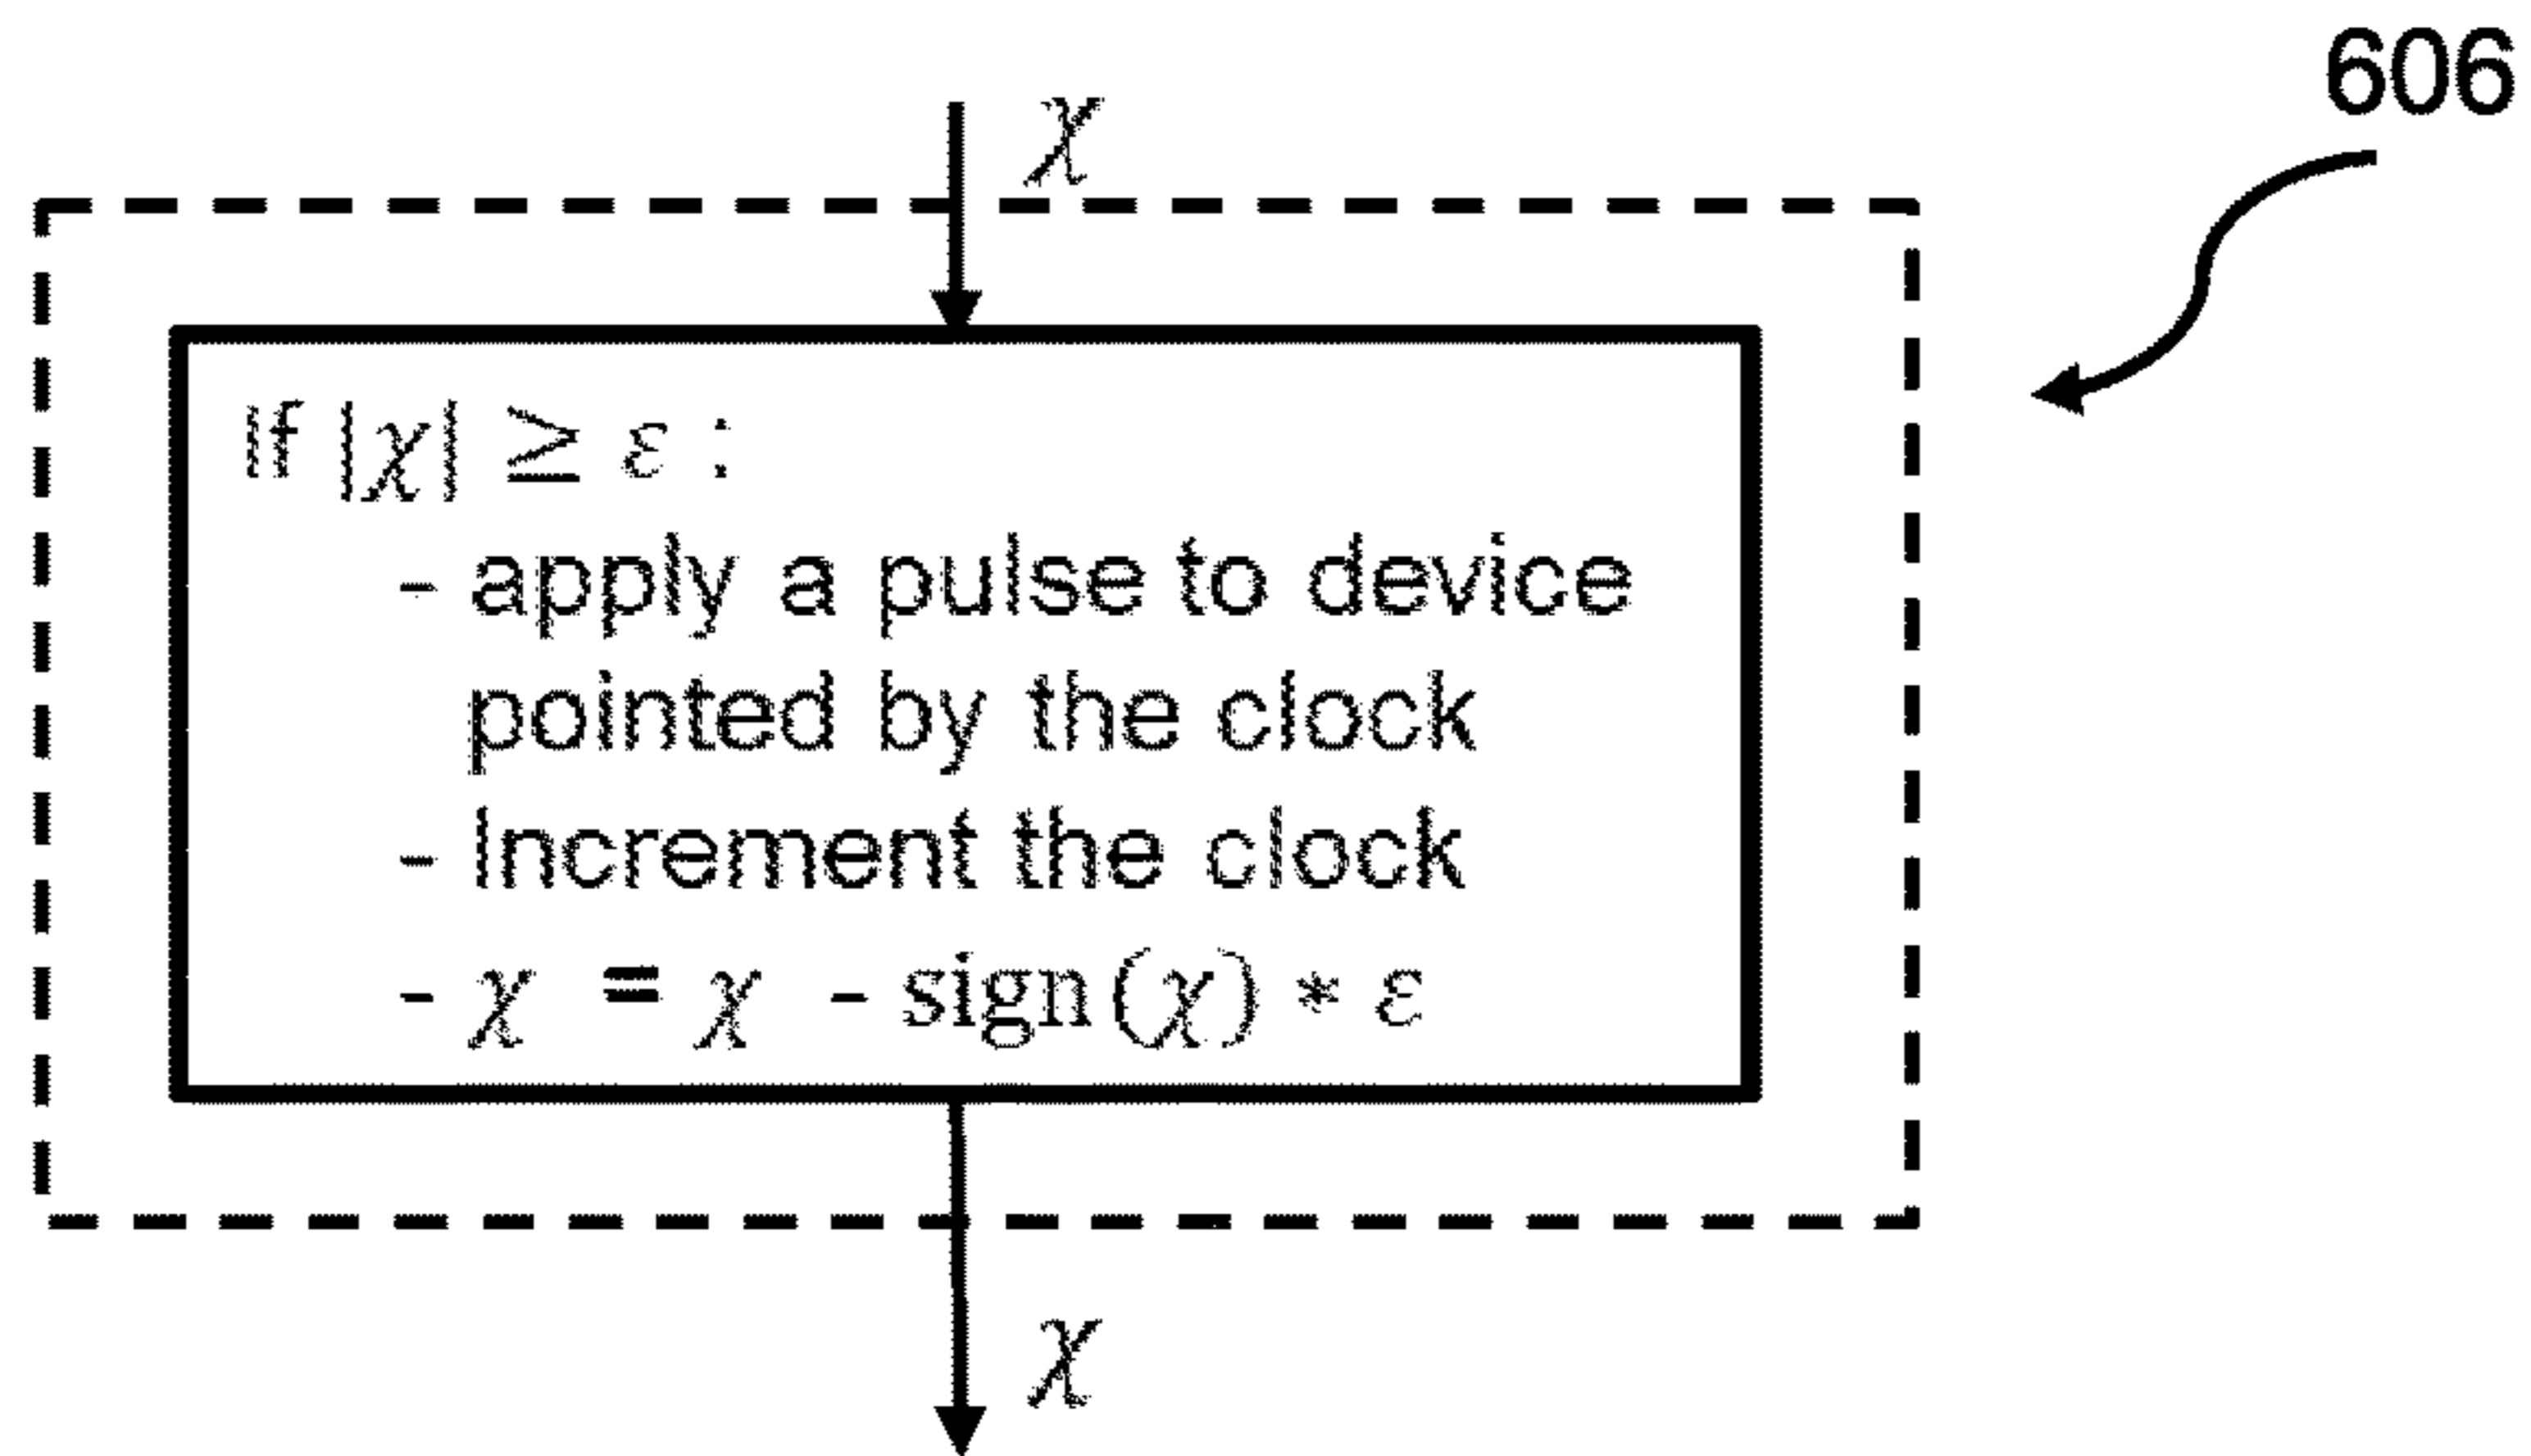 606
χ
If |χ| ≥ ε :
- apply a pulse to device
pointed by the clock
- Increment the clock
- χ = χ - sign(χ) * ε
χ